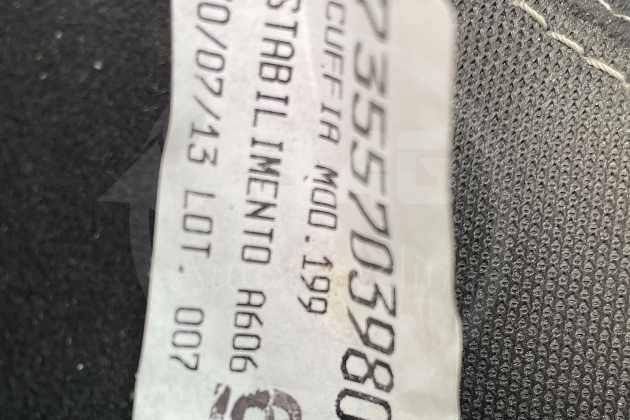 7355703980
CUFFIA MOD.199
STABILIMENTO A606
0/07/13 LOT. 007